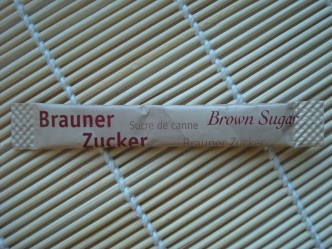 Brauner Sucre de canne Brown Sugar
Zucker Brauner Zucker